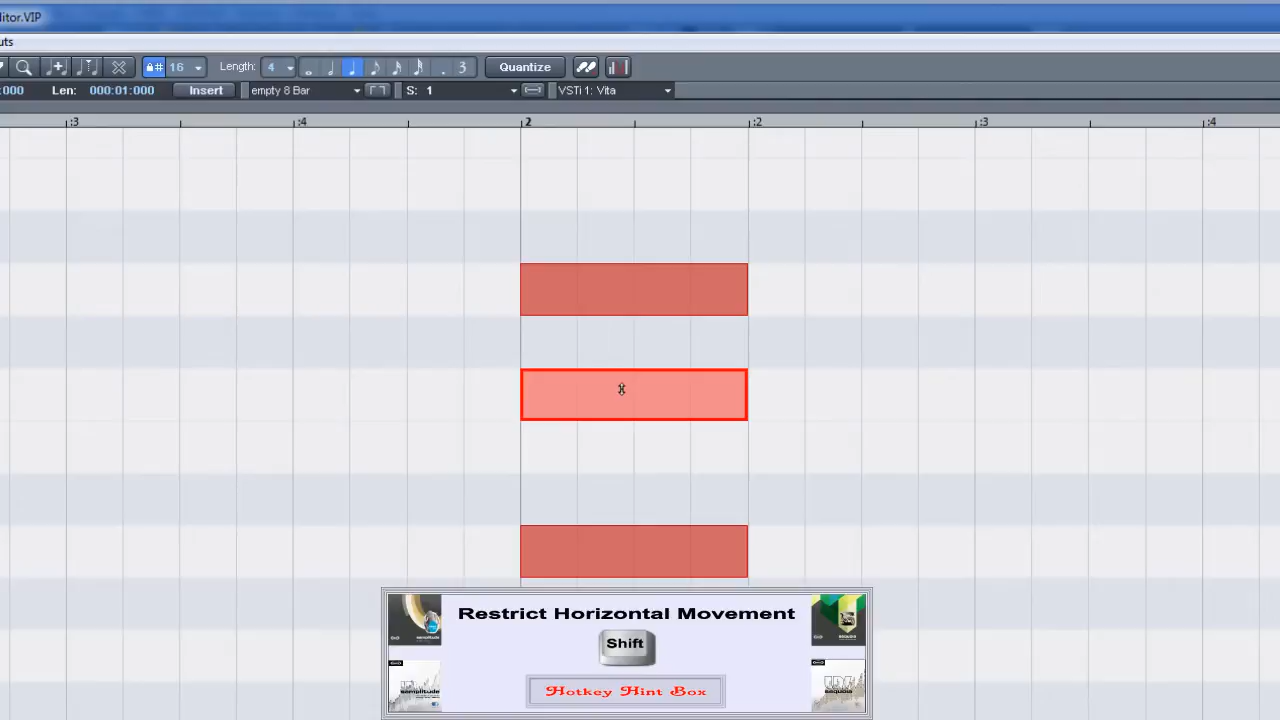 itor.VIP
uts
16 Length: 4 3 Quantize
000 Len: 000:01:000 Insert empty 8 Bar S: 1 VSTi 1: Vita
:3 :4 2 :2 :3 :4
Restrict Horizontal Movement
Shift
Hotkey Hint Box